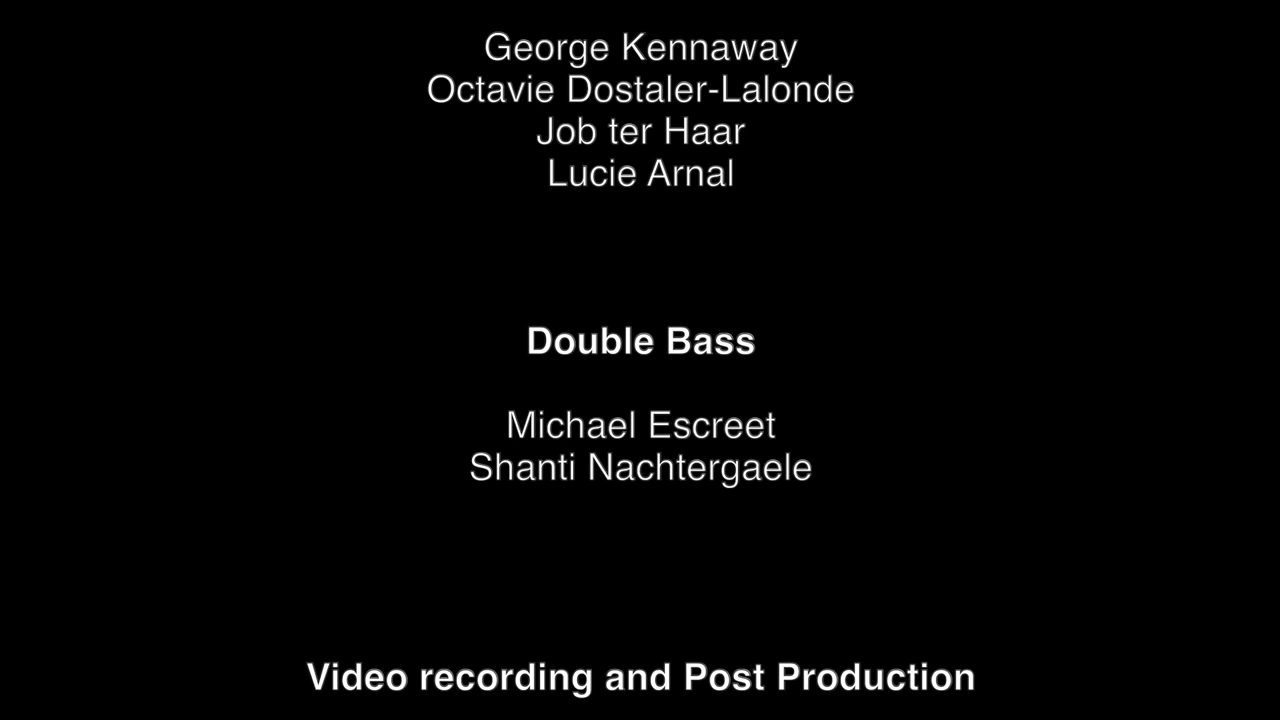 George Kennaway
Octavie Dostaler-Lalonde
Job ter Haar
Lucie Arnal
Double Bass
Michael Escreet
Shanti Nachtergaele
Video recording and Post Production